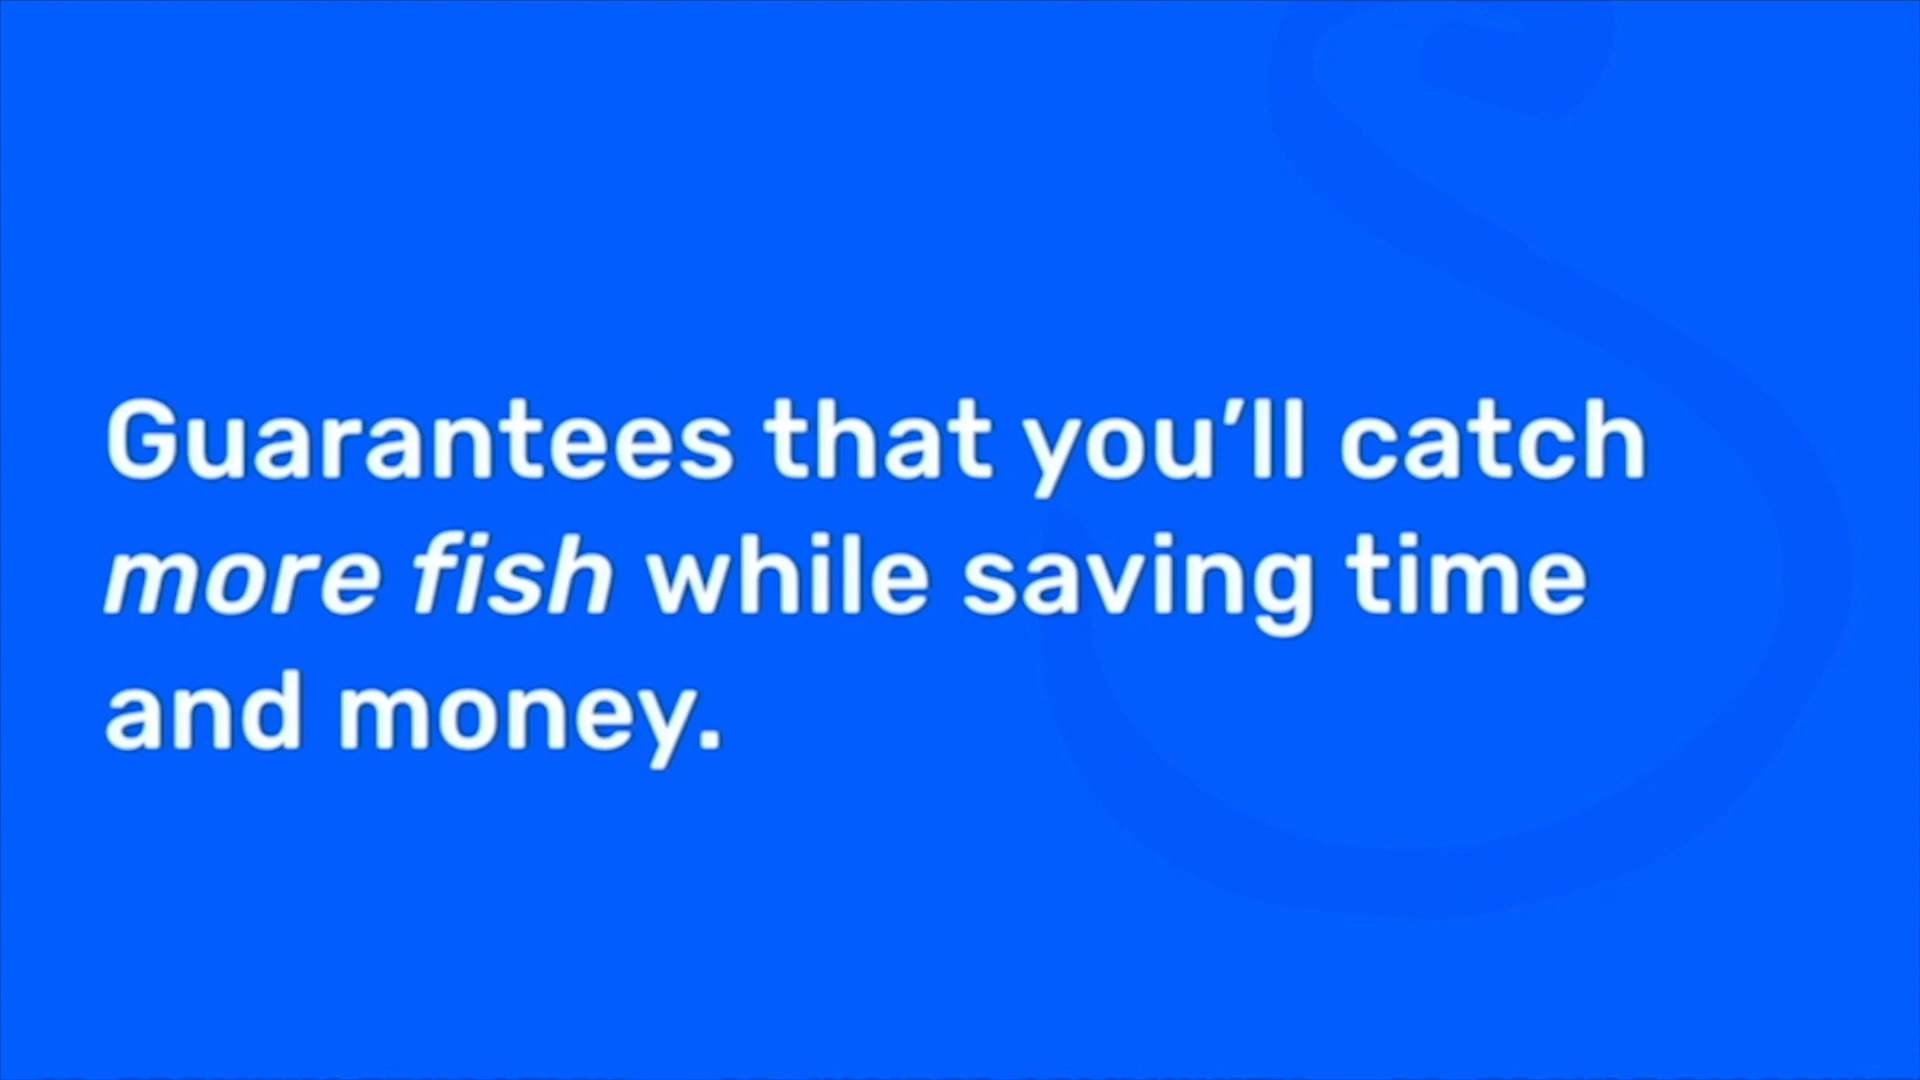 Guarantees that you’ll catch
more fish while saving time
and money.